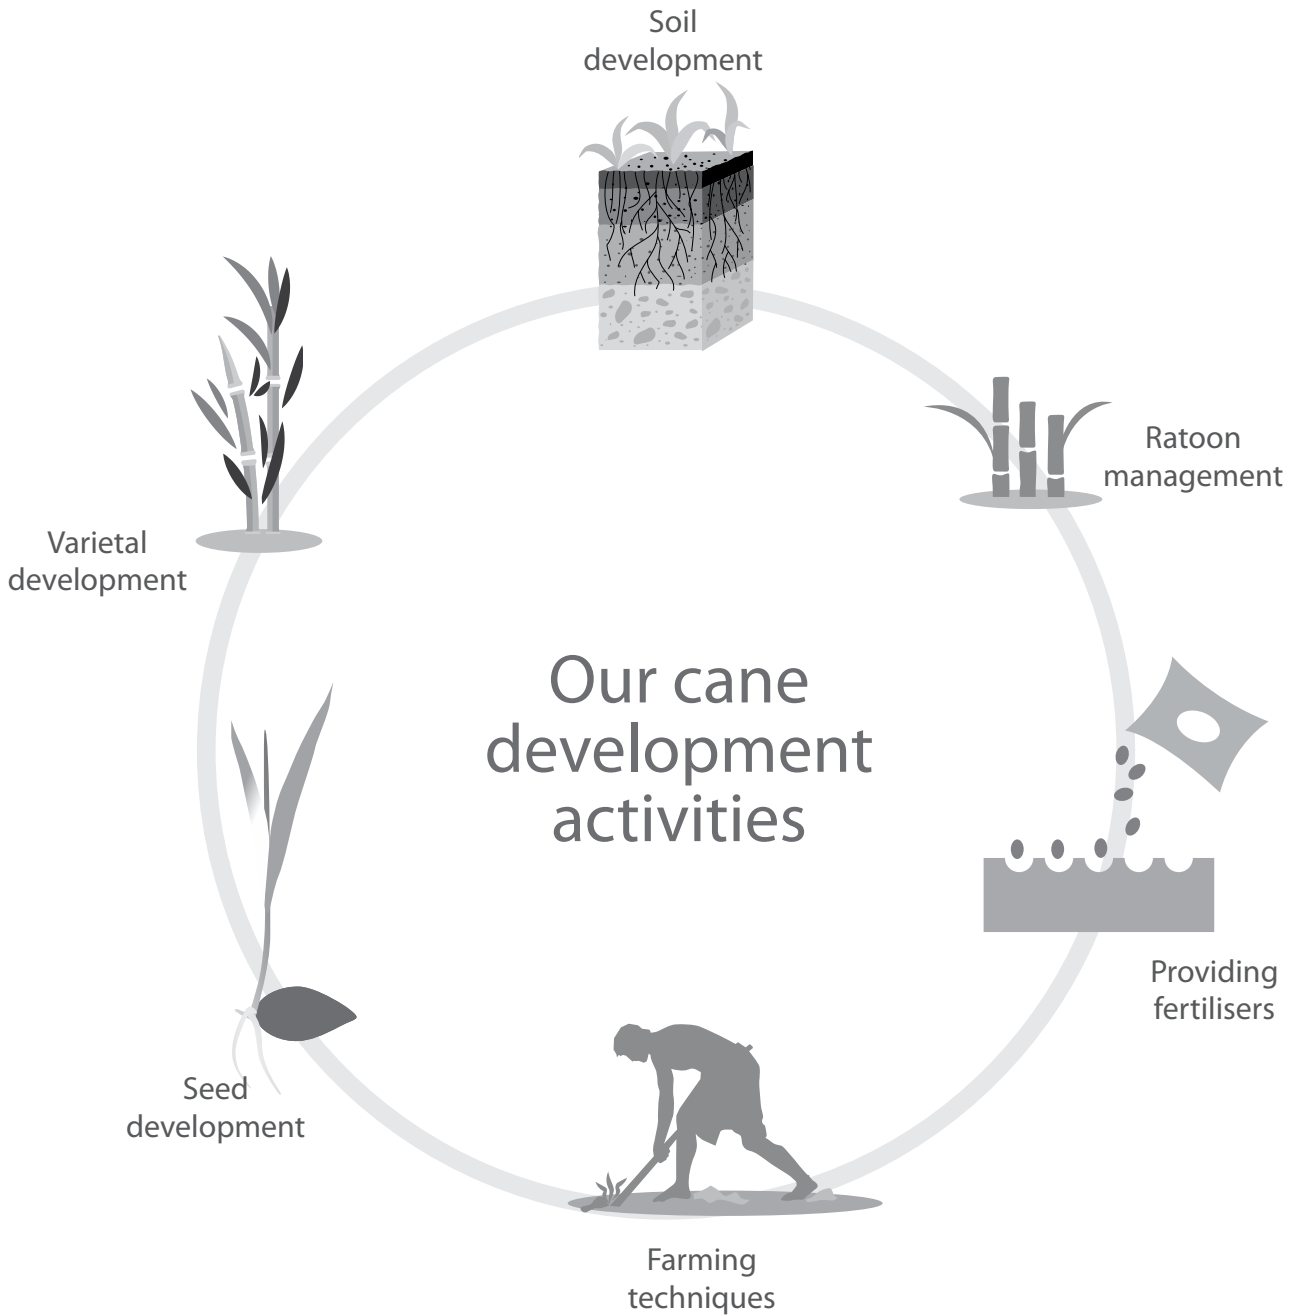 Soil
development
Ratoon
management
Varietal
development
Our cane
development
activities
Providing
fertilisers
Seed
development
Farming
techniques